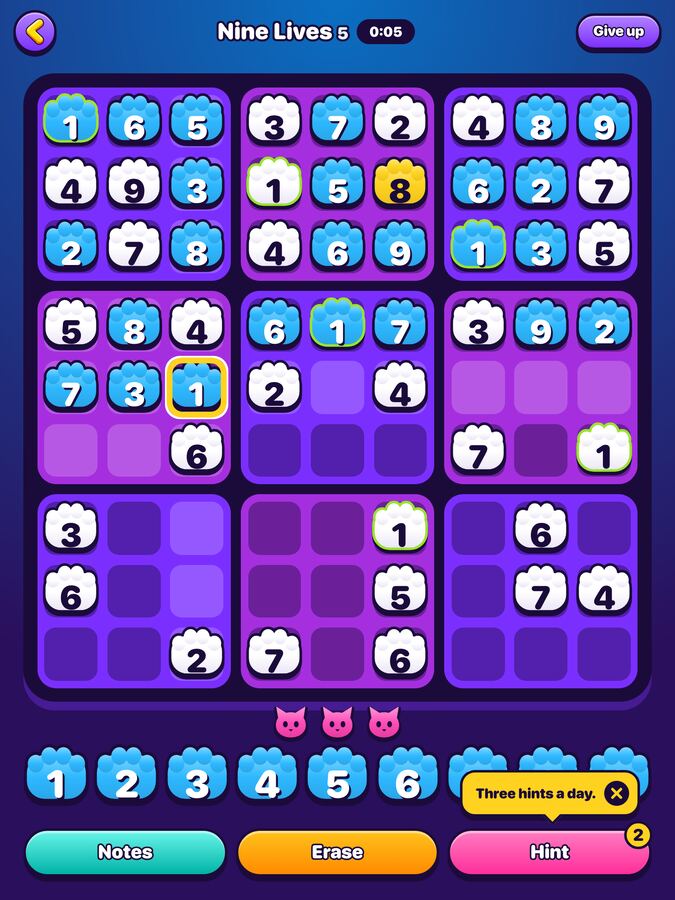 Nine Lives 5 0:05 Give up
1 6 5 3 7 2 4 8 9
4 9 3 1 5 8 6 2 7
2 7 8 4 6 9 1 3 5
5 8 4 6 1 7 3 9 2
7 3 1 2 4
6 7 1
3 1 6
6 5 7 4
2 7 6
1 2 3 4 5 6
Three hints a day.
Notes Erase Hint 2